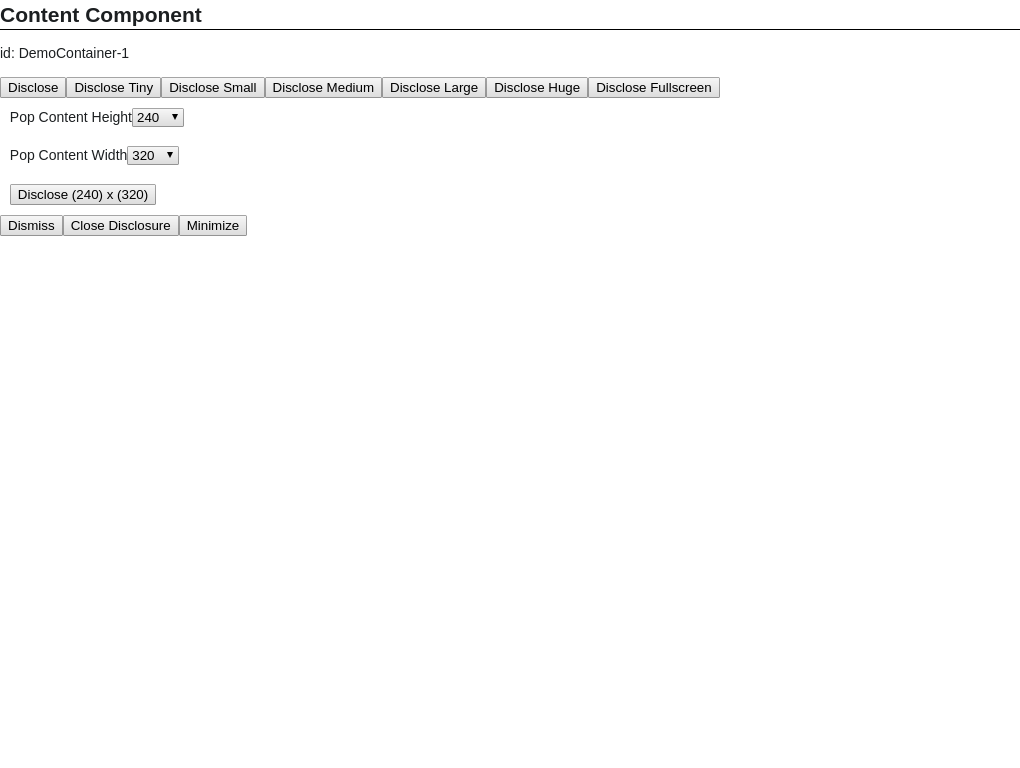 Content Component
id: DemoContainer-1
Disclose Disclose Tiny Disclose Small Disclose Medium Disclose Large Disclose Huge Disclose Fullscreen
Pop Content Height 240
Pop Content Width 320
Disclose (240) x (320)
Dismiss Close Disclosure Minimize